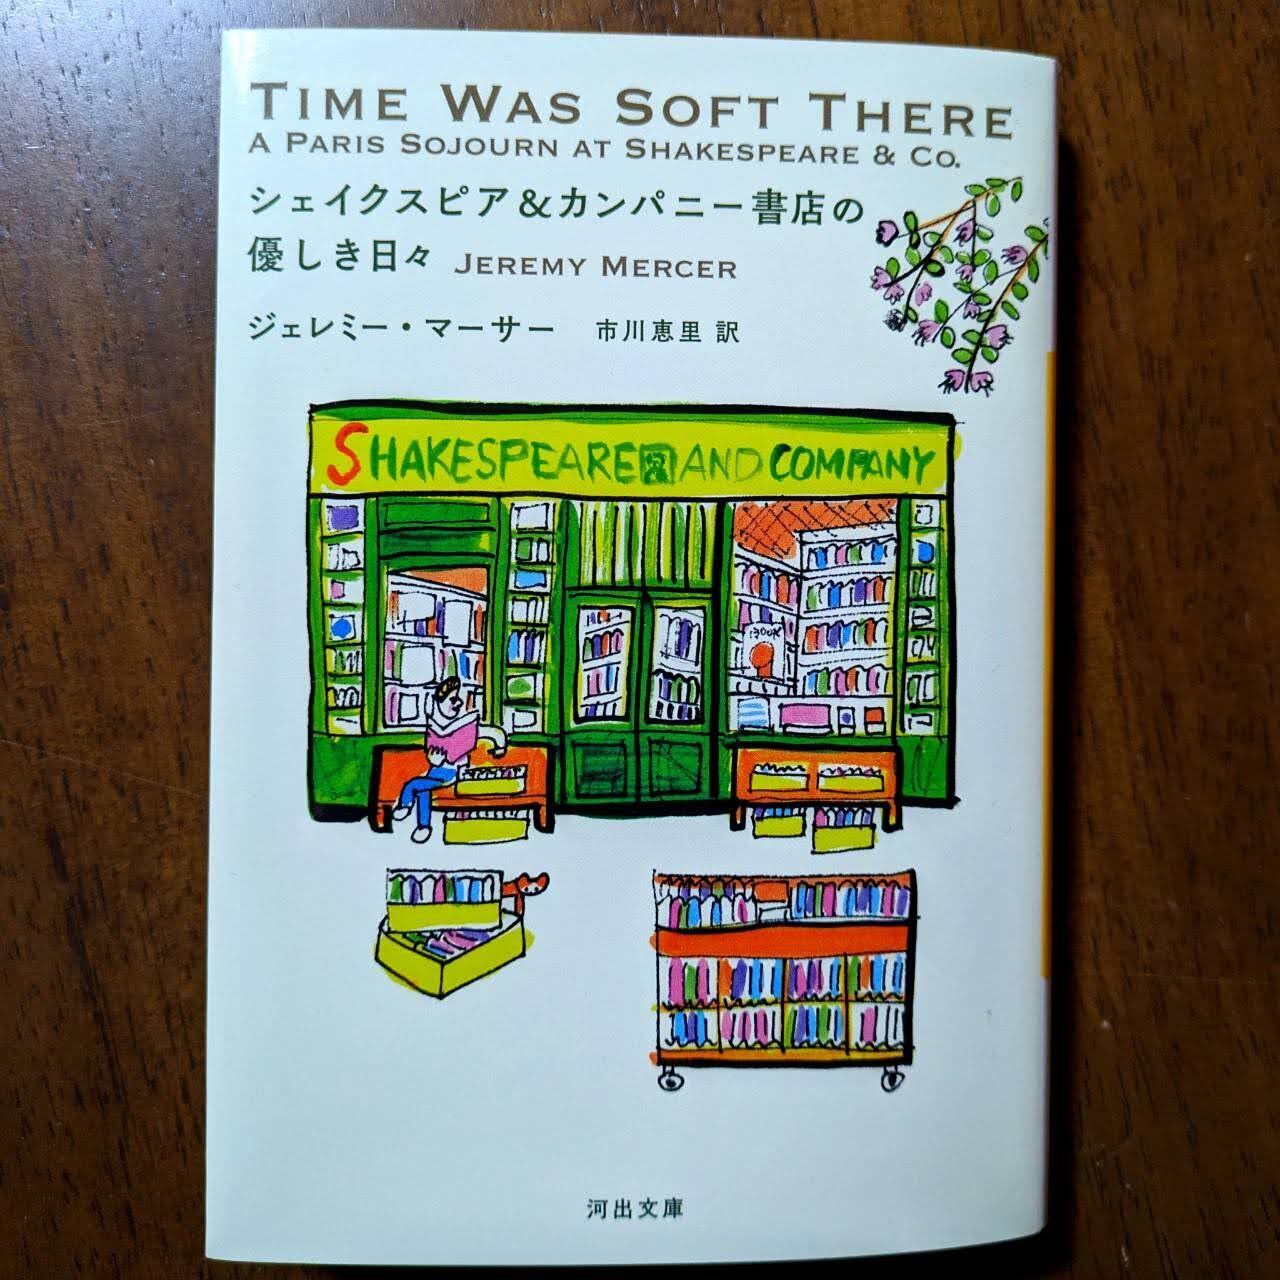 TIME WAS SOFT THERE
A PARIS SOJOURN AT SHAKESPEARE & CO.
シェイクスピア&カンパニー書店の
優しき日々 JEREMY MERCER
ジェレミー・マーサー 市川恵里 訳
SHAKESPEARE AND COMPANY
BOOK
河出文庫